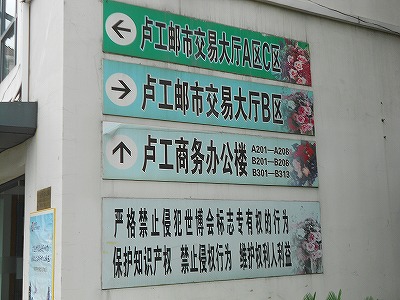 卢工邮市交易大厅A区C区
卢工邮市交易大厅B区
卢工商务办公楼
A201—A208
B201—B208
B301—B313
严格禁止侵犯世博会标志专有权的行为
保护知识产权 禁止侵权行为 维护权利人利益